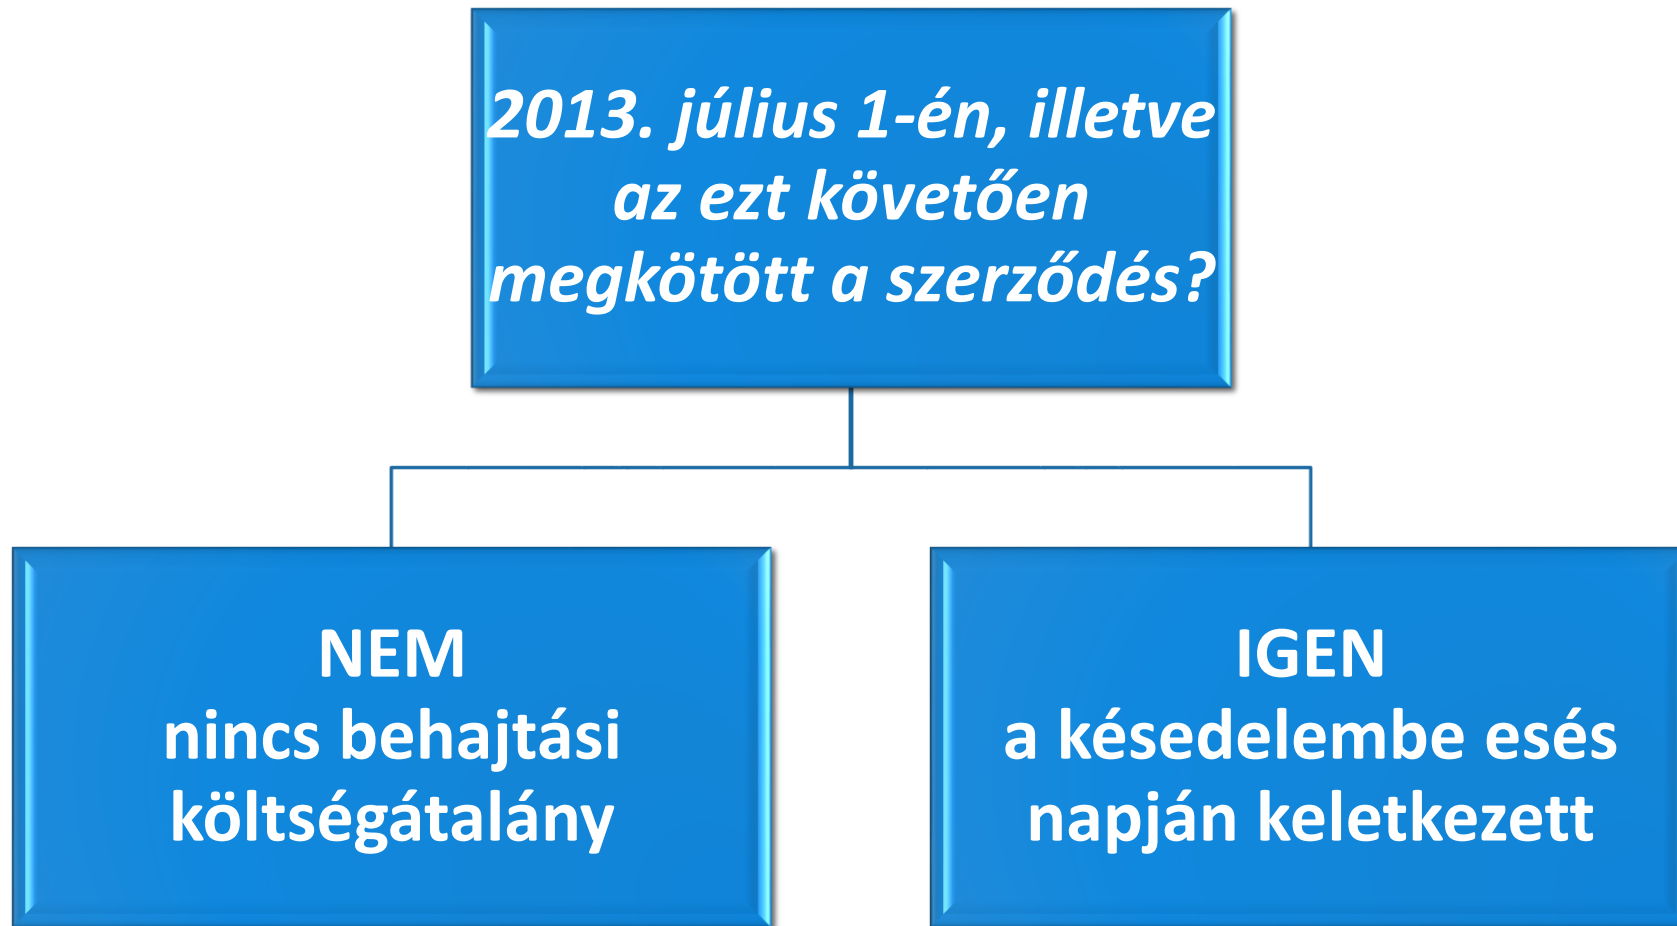 2013. július 1-én, illetve
az ezt követően
megkötött a szerződés?
NEM
nincs behajtási
költségátalány
IGEN
a késedelembe esés
napján keletkezett